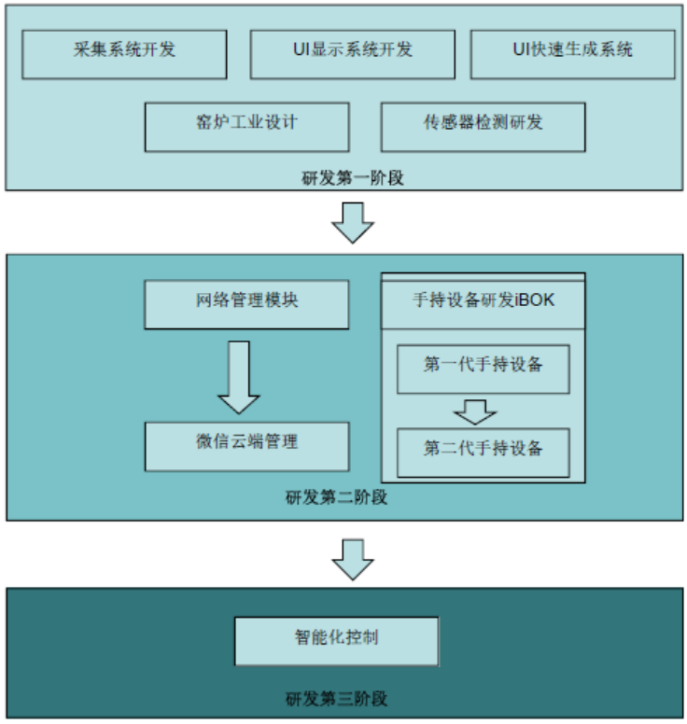 采集系统开发
UI显示系统开发
UI快速生成系统
窑炉工业设计
传感器检测研发
研发第一阶段
网络管理模块
手持设备研发iBOK
第一代手持设备
微信云端管理
第二代手持设备
研发第二阶段
智能化控制
研发第三阶段